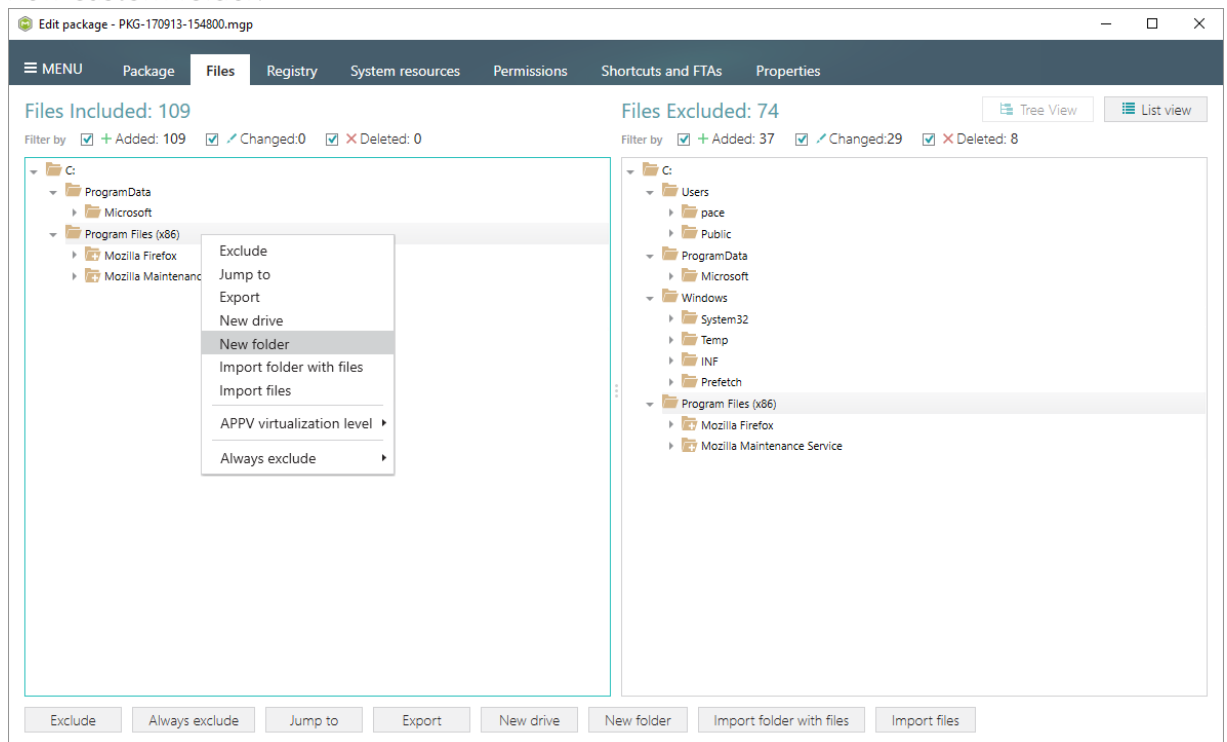 Edit package - PKG-170913-154800.mgp
MENU Package Files Registry System resources Permissions Shortcuts and FTAs Properties
Files Included: 109
Filter by + Added: 109 Changed:0 Deleted: 0
C:
ProgramData
Microsoft
Program Files (x86)
Mozilla Firefox
Mozilla Maintenanc
Exclude
Jump to
Export
New drive
New folder
Import folder with files
Import files
APPV virtualization level
Always exclude
Files Excluded: 74
Tree View List view
Filter by + Added: 37 Changed:29 Deleted: 8
C:
Users
pace
Public
ProgramData
Microsoft
Windows
System32
Temp
INF
Prefetch
Program Files (x86)
Mozilla Firefox
Mozilla Maintenance Service
Exclude Always exclude Jump to Export New drive New folder Import folder with files Import files